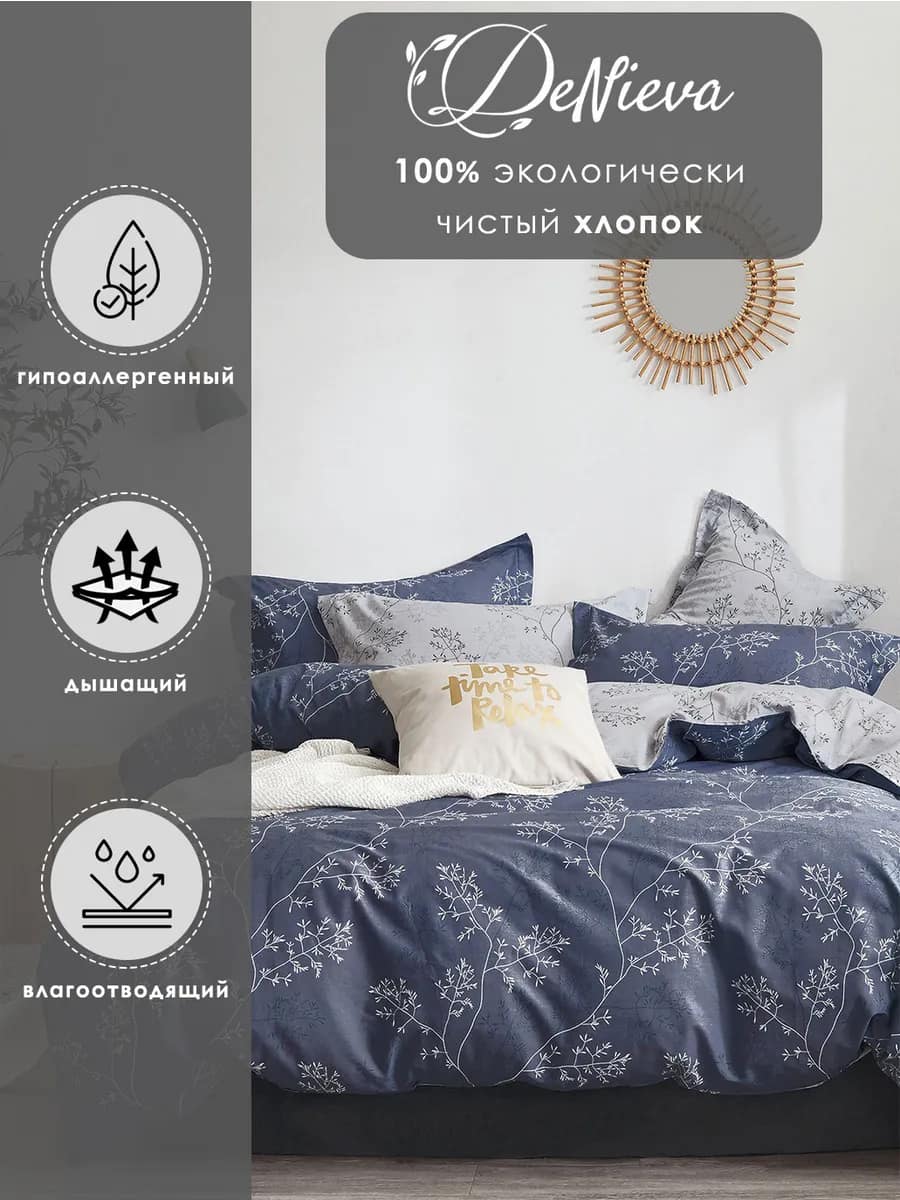 DeNieva
100% экологически
чистый хлопок
гипоаллергенный
дышащий
влагоотводящий
Take
time to
Relax